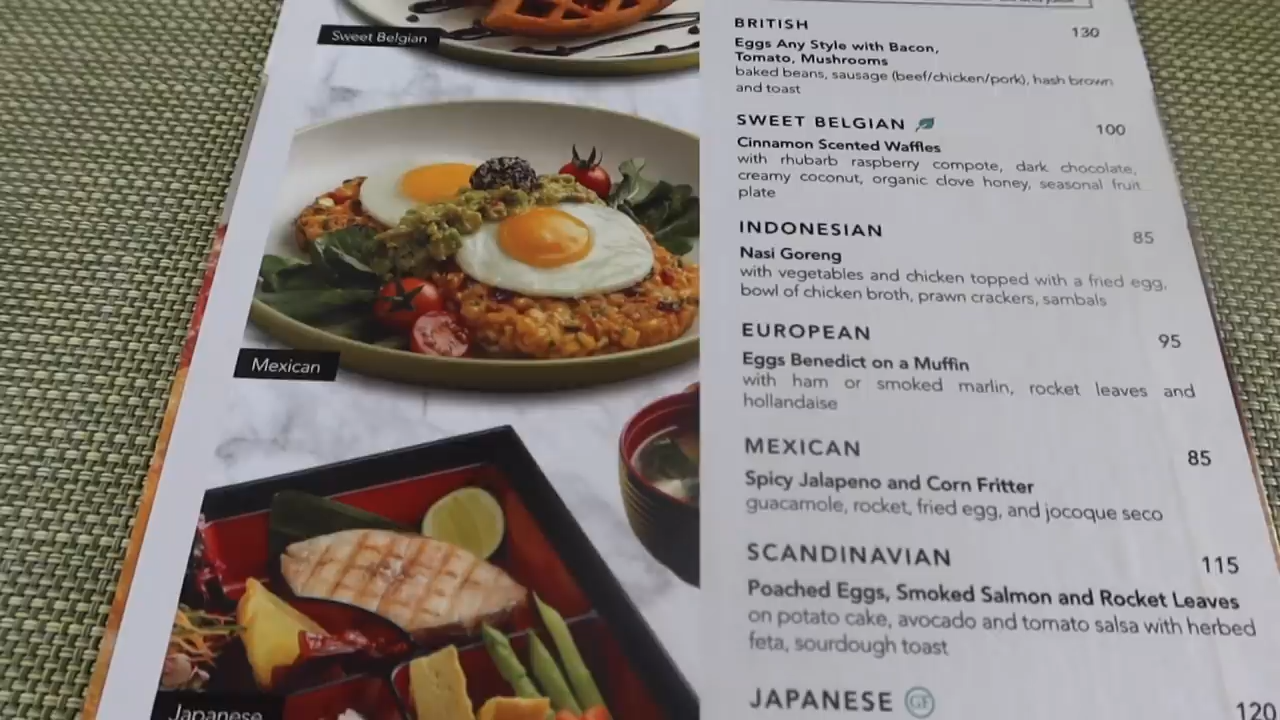 Sweet Belgian
Mexican
Japanese
BRITISH 130
Eggs Any Style with Bacon,
Tomato, Mushrooms
baked beans, sausage (beef/chicken/pork), hash brown
and toast
SWEET BELGIAN 100
Cinnamon Scented Waffles
with rhubarb raspberry compote, dark chocolate,
creamy coconut, organic clove honey, seasonal fruit
plate
INDONESIAN 85
Nasi Goreng
with vegetables and chicken topped with a fried egg,
bowl of chicken broth, prawn crackers, sambals
EUROPEAN 95
Eggs Benedict on a Muffin
with ham or smoked marlin, rocket leaves and
hollandaise
MEXICAN 85
Spicy Jalapeno and Corn Fritter
guacamole, rocket, fried egg, and jocoque seco
SCANDINAVIAN 115
Poached Eggs, Smoked Salmon and Rocket Leaves
on potato cake, avocado and tomato salsa with herbed
feta, sourdough toast
JAPANESE GF 120